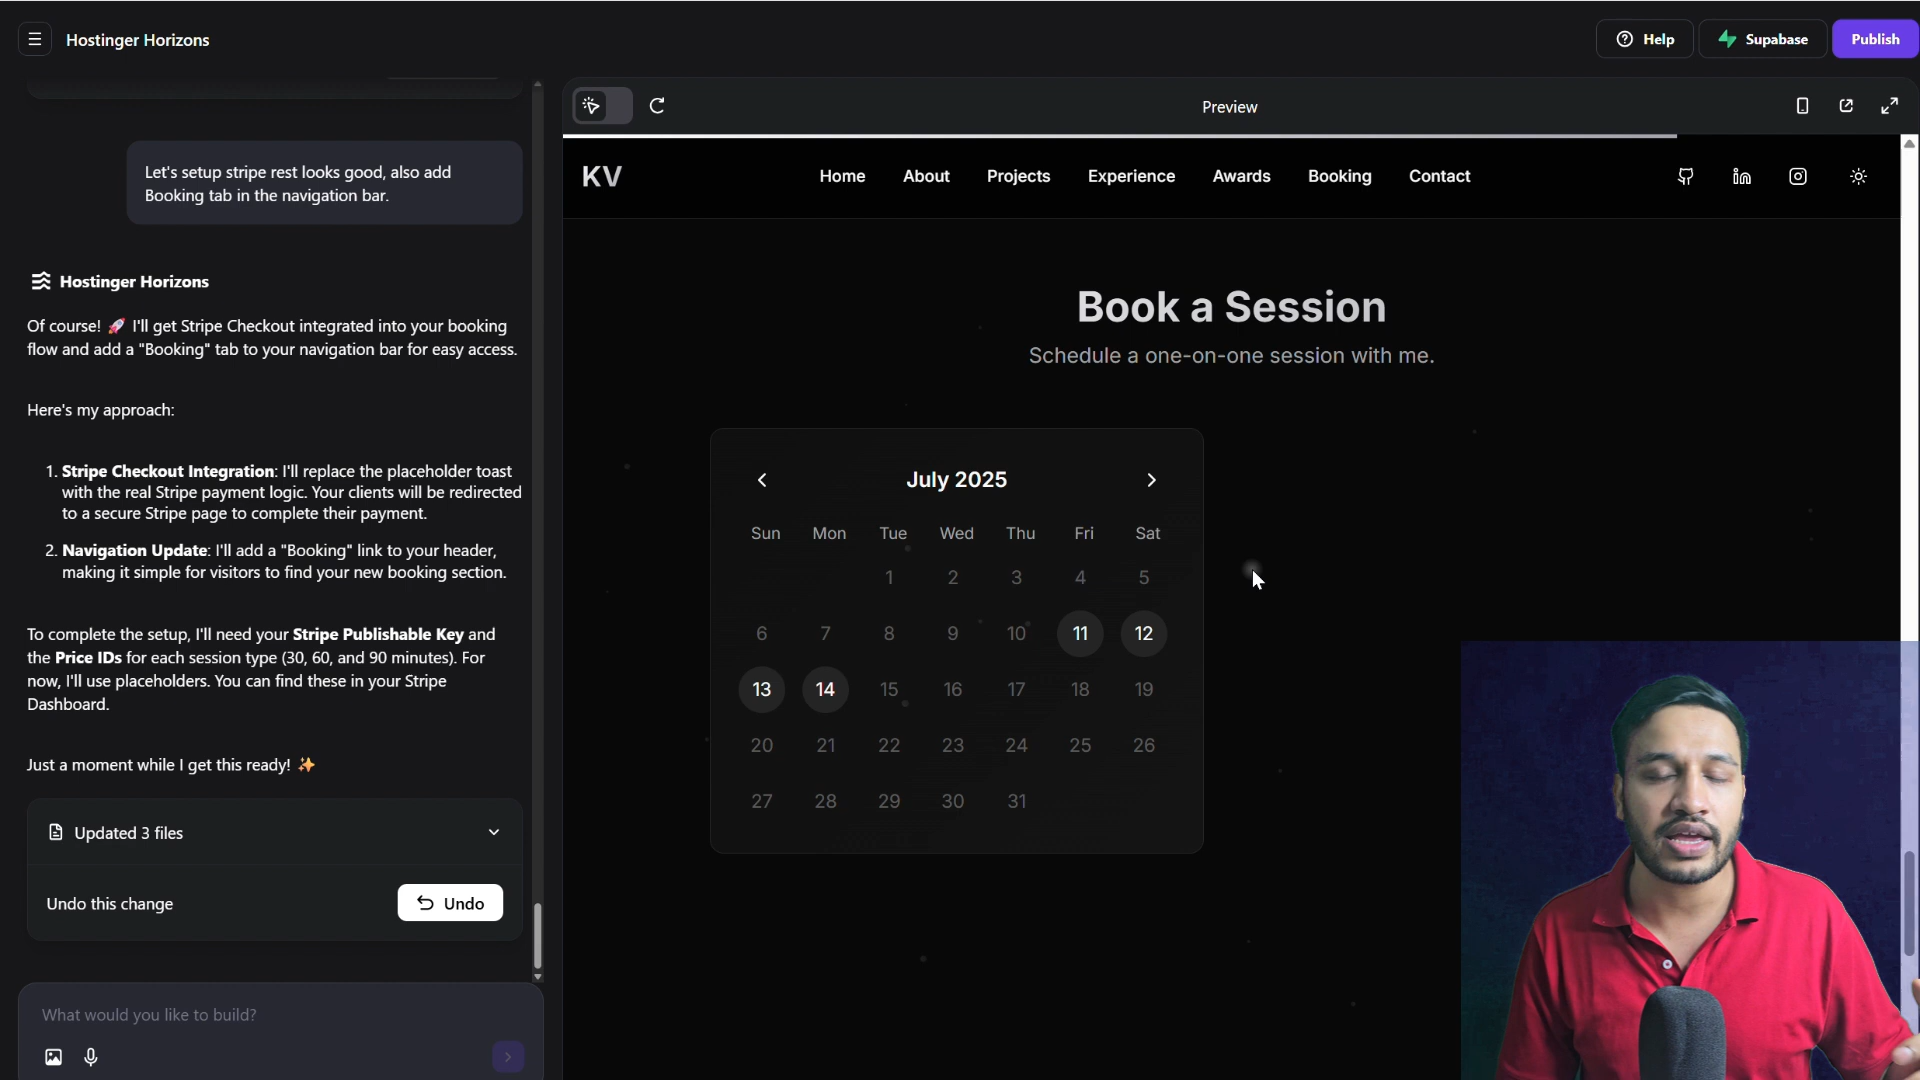 Hostinger Horizons
Help
Supabase
Publish
Let's setup stripe rest looks good, also add
Booking tab in the navigation bar.
Hostinger Horizons
Of course! 🚀 I'll get Stripe Checkout integrated into your booking
flow and add a "Booking" tab to your navigation bar for easy access.
Here's my approach:
1. Stripe Checkout Integration: I'll replace the placeholder toast
with the real Stripe payment logic. Your clients will be redirected
to a secure Stripe page to complete their payment.
2. Navigation Update: I'll add a "Booking" link to your header,
making it simple for visitors to find your new booking section.
To complete the setup, I'll need your Stripe Publishable Key and
the Price IDs for each session type (30, 60, and 90 minutes). For
now, I'll use placeholders. You can find these in your Stripe
Dashboard.
Just a moment while I get this ready! ✨
Updated 3 files
Undo this change
Undo
What would you like to build?
Preview
KV
Home About Projects Experience Awards Booking Contact
Book a Session
Schedule a one-on-one session with me.
July 2025
Sun Mon Tue Wed Thu Fri Sat
1 2 3 4 5
6 7 8 9 10 11 12
13 14 15 16 17 18 19
20 21 22 23 24 25 26
27 28 29 30 31